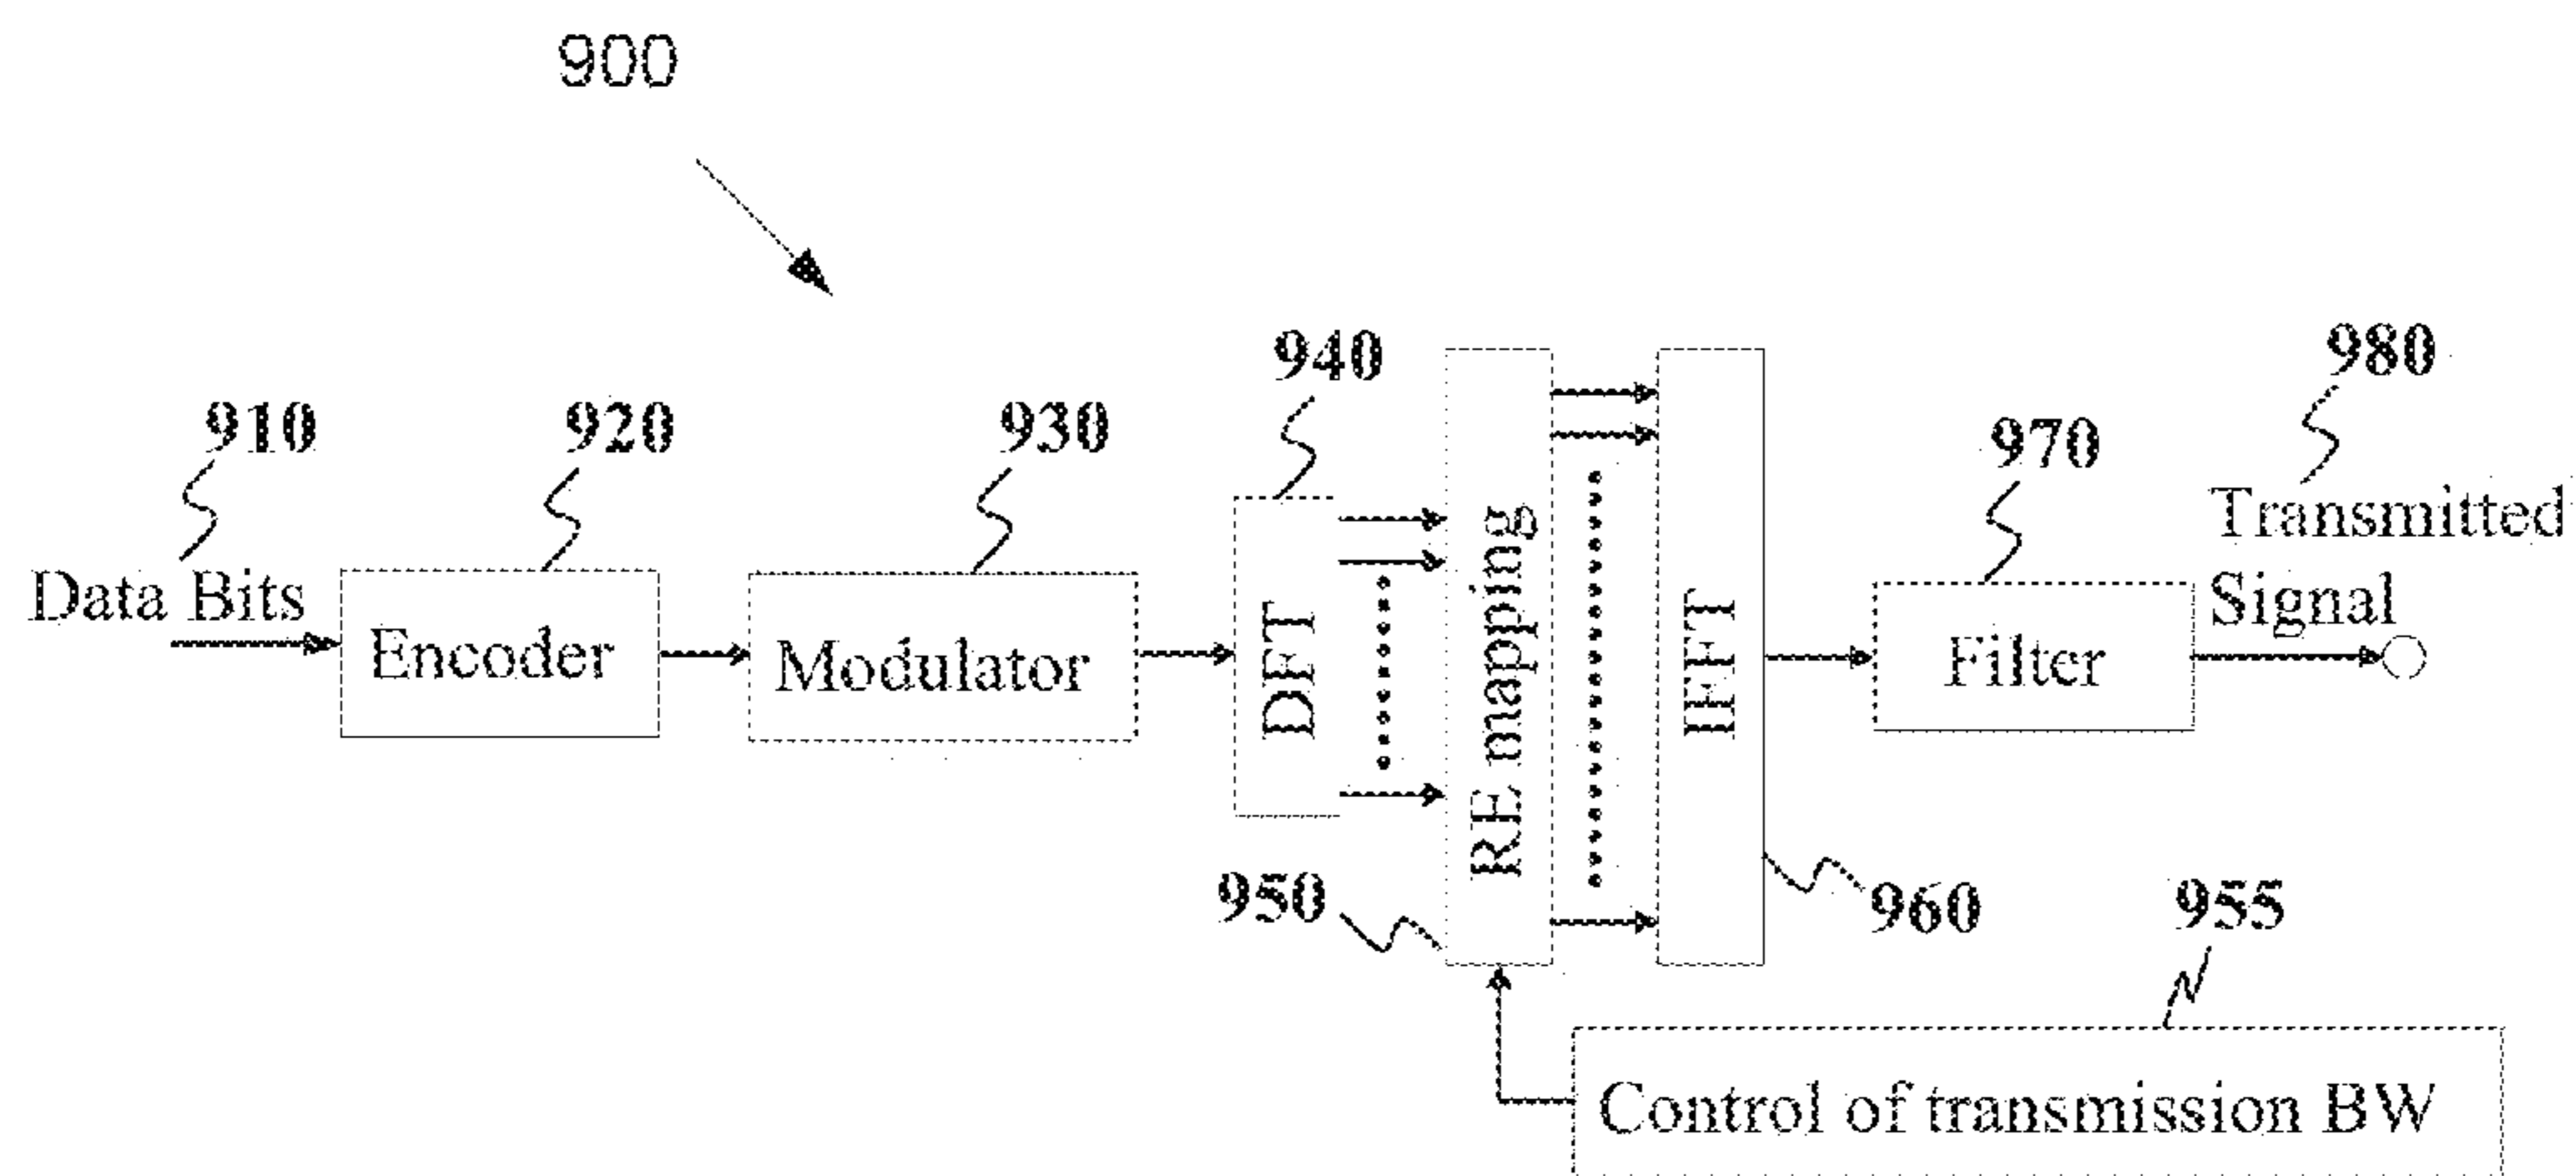 900
940
980
910
920
930
970
Transmitted
Data Bits
Signal
Encoder
Modulator
DFT
RE mapping
IFFT
Filter
950
960
955
Control of transmission BW